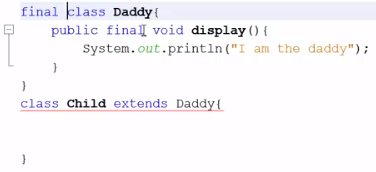 final class Daddy{
public final void display(){
System.out.println("I am the daddy");
}
}
class Child extends Daddy{
}